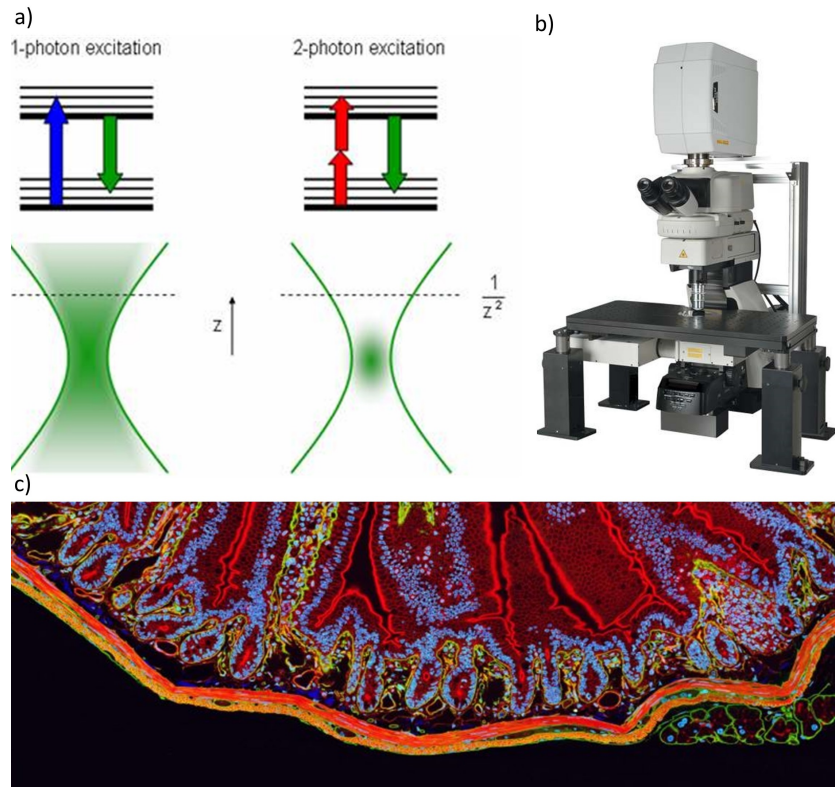 a)
1-photon excitation
2-photon excitation
z
1
z²
b)
c)